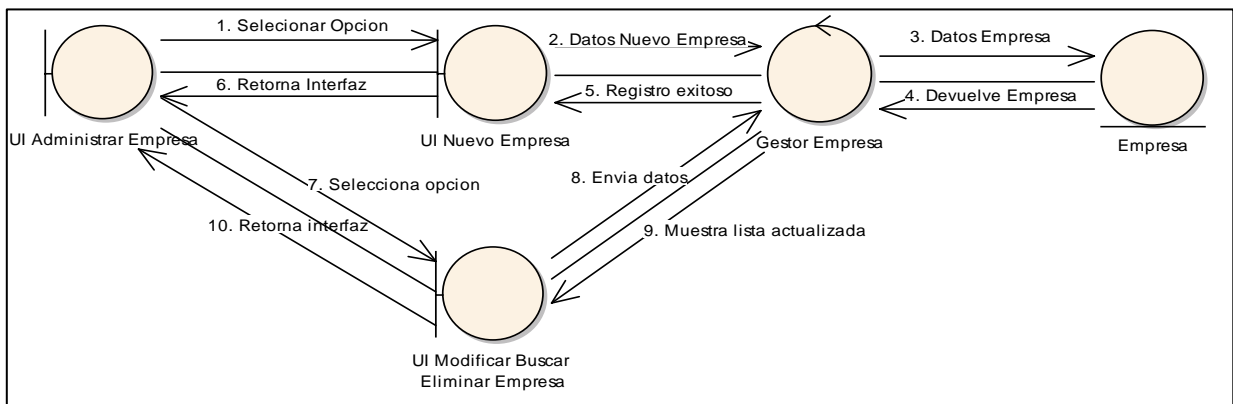 1. Selecionar Opcion
2. Datos Nuevo Empresa
3. Datos Empresa
6. Retorna Interfaz
5. Registro exitoso
4. Devuelve Empresa
UI Administrar Empresa
UI Nuevo Empresa
Gestor Empresa
Empresa
7. Selecciona opcion
8. Envia datos
10. Retorna interfaz
9. Muestra lista actualizada
UI Modificar Buscar
Eliminar Empresa